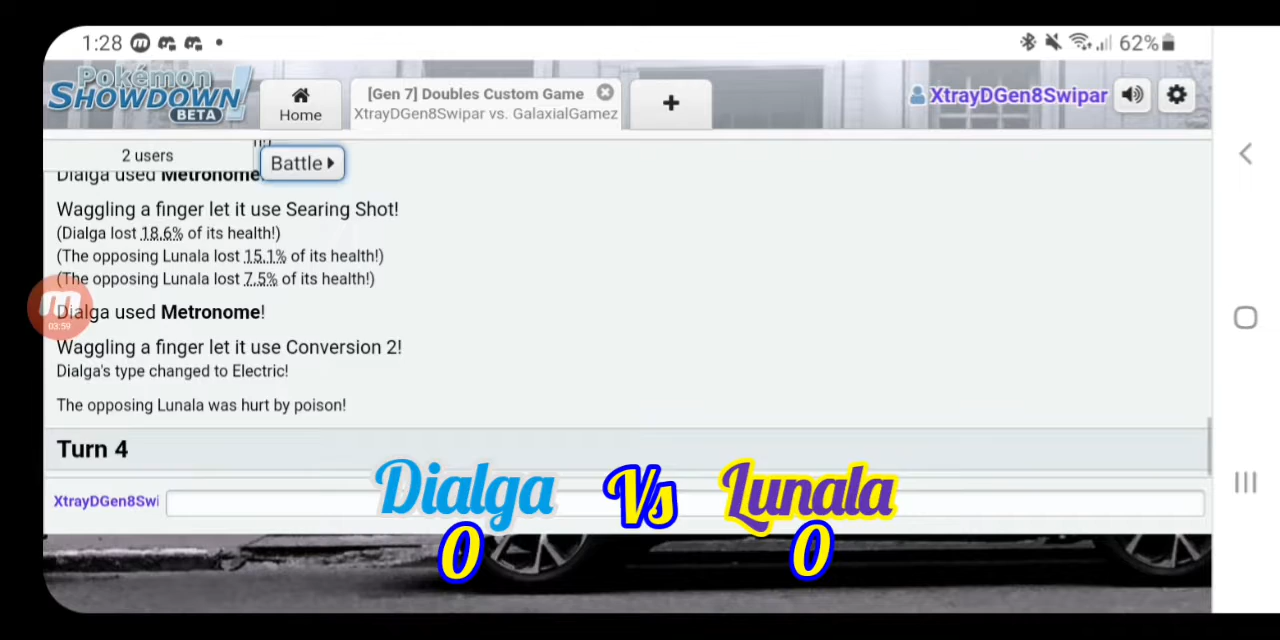 1:28
62%
Pokémon
SHOWDOWN!
BETA
Home
[Gen 7] Doubles Custom Game
XtrayDGen8Swipar vs. GalaxialGamez
+
XtrayDGen8Swipar
2 users
Battle
Dialga used Metronome!
Waggling a finger let it use Searing Shot!
(Dialga lost 18.6% of its health!)
(The opposing Lunala lost 15.1% of its health!)
(The opposing Lunala lost 7.5% of its health!)
03:59
Dialga used Metronome!
Waggling a finger let it use Conversion 2!
Dialga's type changed to Electric!
The opposing Lunala was hurt by poison!
Turn 4
XtrayDGen8Swi
Dialga Vs Lunala
0 0